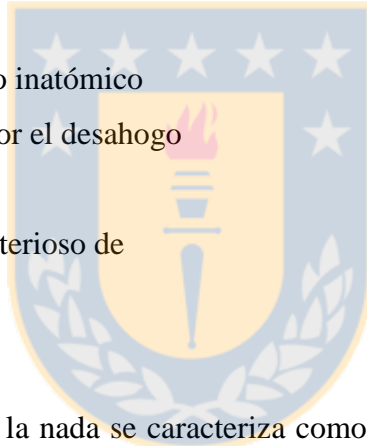 o inatómico
or el desahogo
terioso de
la nada se caracteriza como